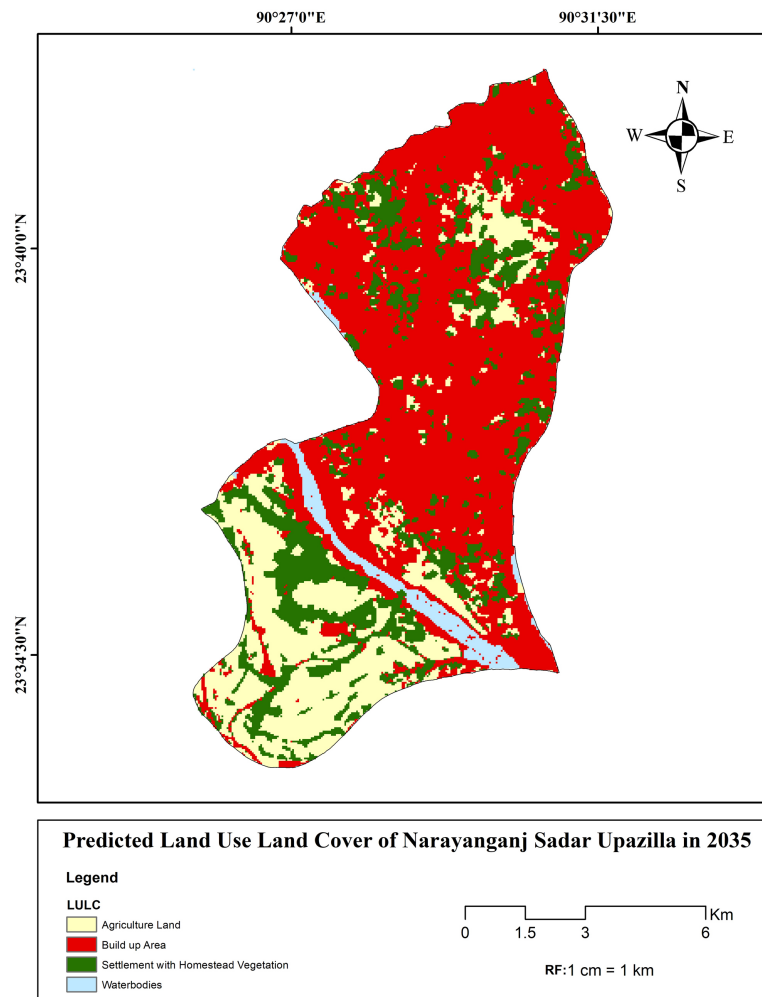 90°27'0"E 90°31'30"E
N
W E
S
23°40'0"N
23°34'30"N
Predicted Land Use Land Cover of Narayanganj Sadar Upazilla in 2035
Legend
LULC
Agriculture Land
Build up Area
Settlement with Homestead Vegetation
Waterbodies
Km
0 1.5 3 6
RF:1 cm = 1 km